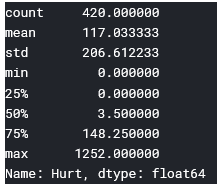 count    420.000000
mean     117.033333
std      206.612233
min        0.000000
25%        0.000000
50%        3.500000
75%      148.250000
max     1252.000000
Name: Hurt, dtype: float64